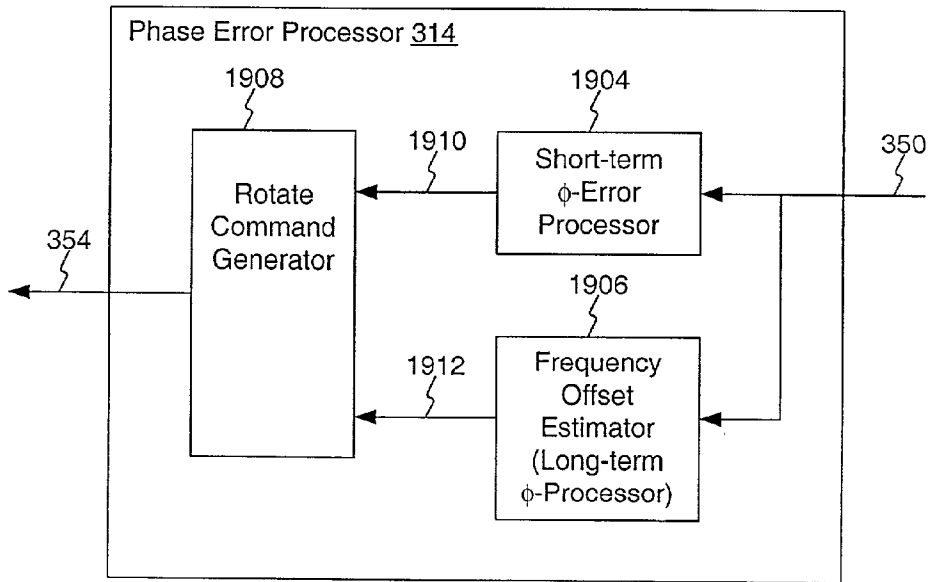 Phase Error Processor 314
1908
1904
1910
350
Short-term
ϕ-Error
Processor
Rotate
Command
Generator
354
1906
1912
Frequency
Offset
Estimator
(Long-term
ϕ-Processor)